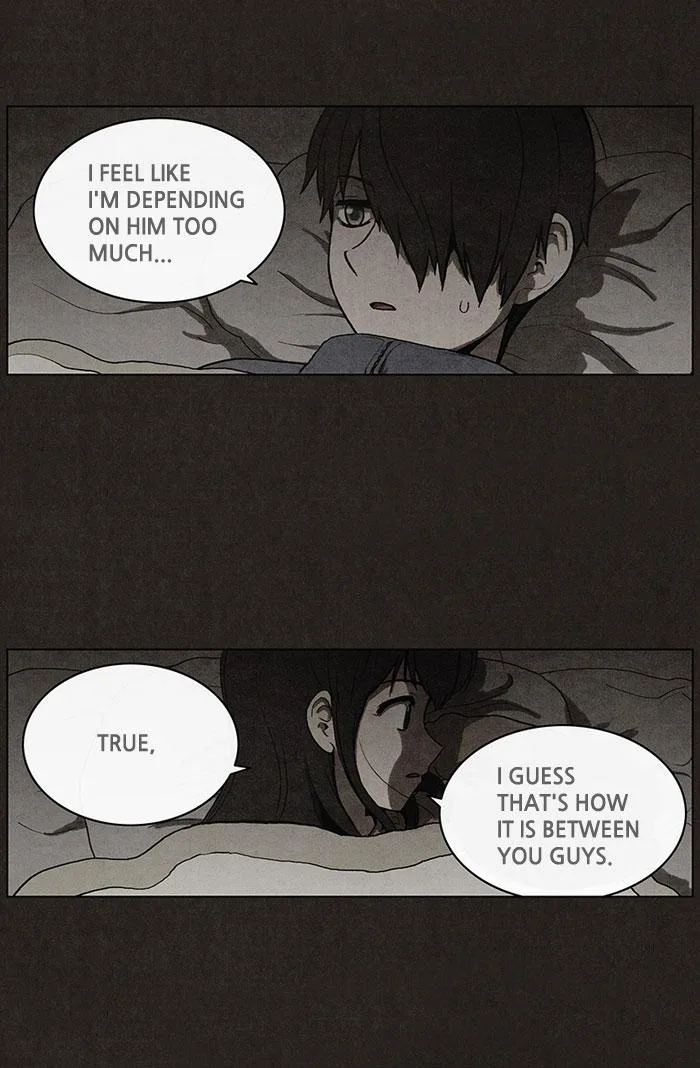 I FEEL LIKE
I'M DEPENDING
ON HIM TOO
MUCH...
TRUE,
I GUESS
THAT'S HOW
IT IS BETWEEN
YOU GUYS.